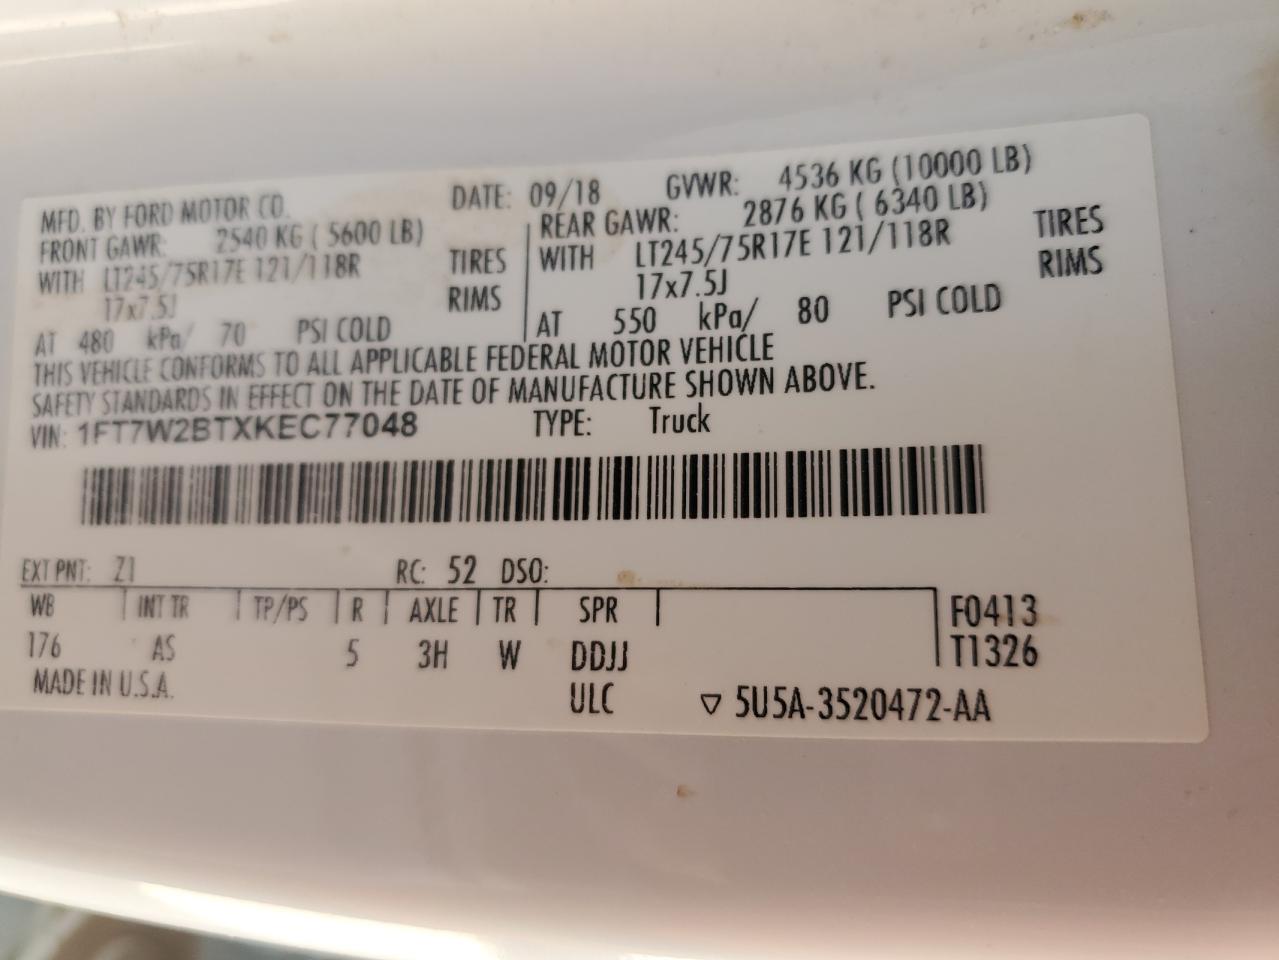 MFD. BY FORD MOTOR CO. DATE: 09/18 GVWR: 4536 KG (10000 LB)
FRONT GAWR: 2540 KG ( 5600 LB) REAR GAWR: 2876 KG ( 6340 LB)
WITH LT245/75R17E 121/118R TIRES WITH LT245/75R17E 121/118R TIRES
17x7.5J RIMS 17x7.5J RIMS
AT 480 kPa/ 70 PSI COLD AT 550 kPa/ 80 PSI COLD
THIS VEHICLE CONFORMS TO ALL APPLICABLE FEDERAL MOTOR VEHICLE
SAFETY STANDARDS IN EFFECT ON THE DATE OF MANUFACTURE SHOWN ABOVE.
VIN: 1FT7W2BTXKEC77048 TYPE: Truck
EXT PNT: Z1 RC: 52 DSO:
WB INT TR TP/PS R AXLE TR SPR F0413
176 AS 5 3H W DDJJ T1326
MADE IN U.S.A. ULC ▽ 5U5A-3520472-AA